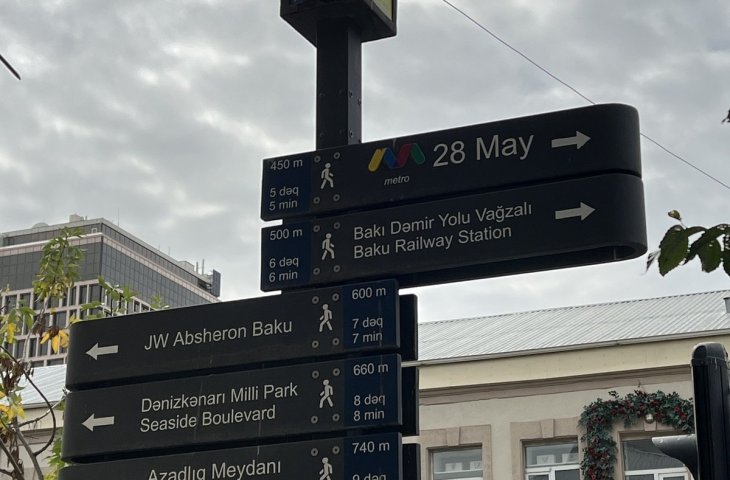 450 m
5 dəq
5 min
metro
28 May
500 m
6 dəq
6 min
Bakı Dəmir Yolu Vağzalı
Baku Railway Station
JW Absheron Baku
600 m
7 dəq
7 min
Dənizkənarı Milli Park
Seaside Boulevard
660 m
8 dəq
8 min
Azadlıq Meydanı
740 m
9 dəq